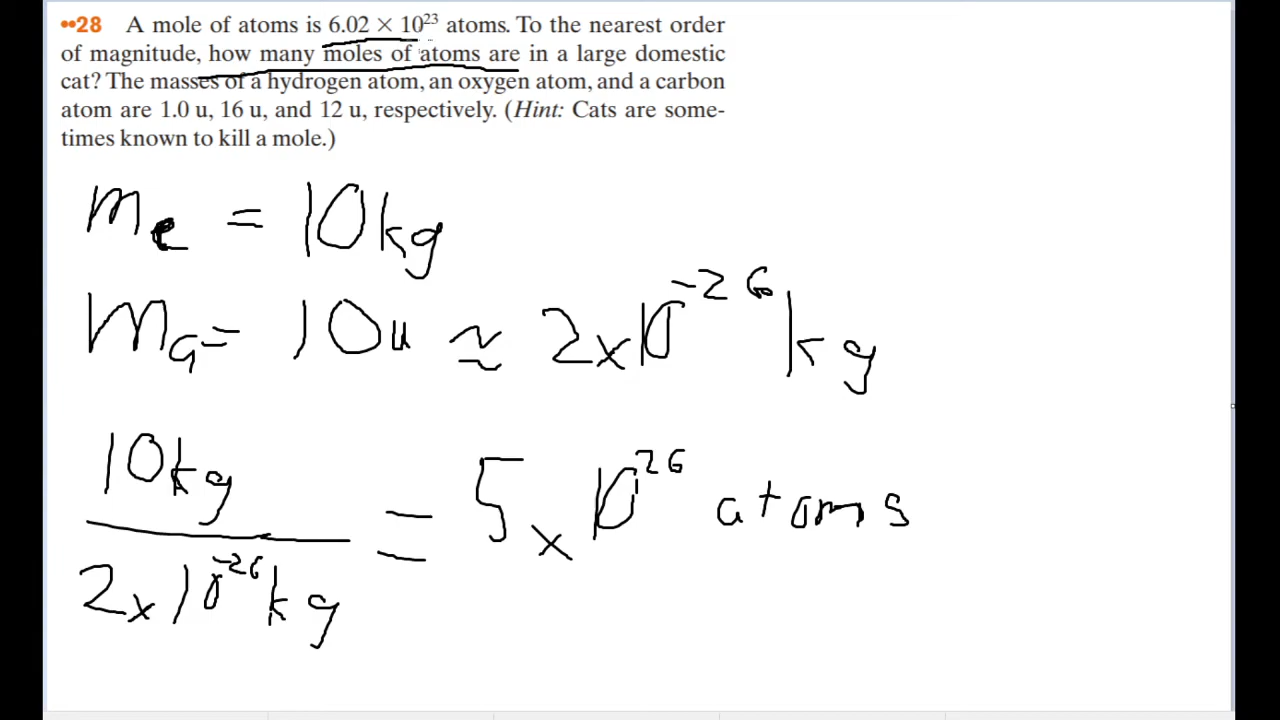 ••28 A mole of atoms is 6.02 × 10²³ atoms. To the nearest order
of magnitude, how many moles of atoms are in a large domestic
cat? The masses of a hydrogen atom, an oxygen atom, and a carbon
atom are 1.0 u, 16 u, and 12 u, respectively. (Hint: Cats are some-
times known to kill a mole.)
mc = 10kg
ma = 10u ≈ 2x10⁻²⁶ kg
10kg
= 5x10²⁶ atoms
2x10⁻²⁶kg